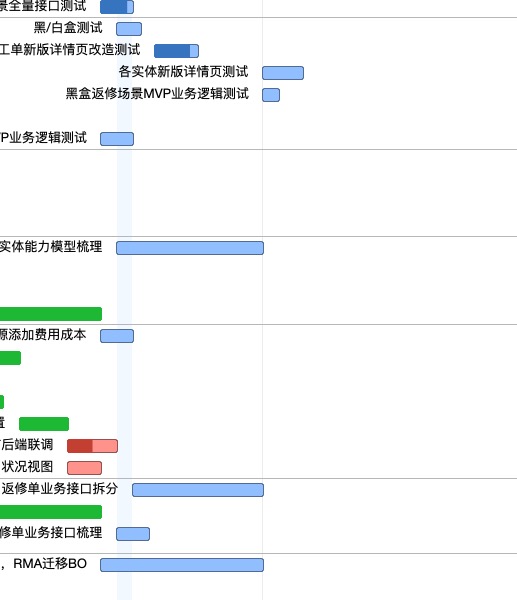 景全量接口测试
黑/白盒测试
工单新版详情页改造测试
各实体新版详情页测试
黑盒返修场景MVP业务逻辑测试
VP业务逻辑测试
实体能力模型梳理
源添加费用成本
置
后端联调
状况视图
返修单业务接口拆分
修单业务接口梳理
，RMA迁移BO